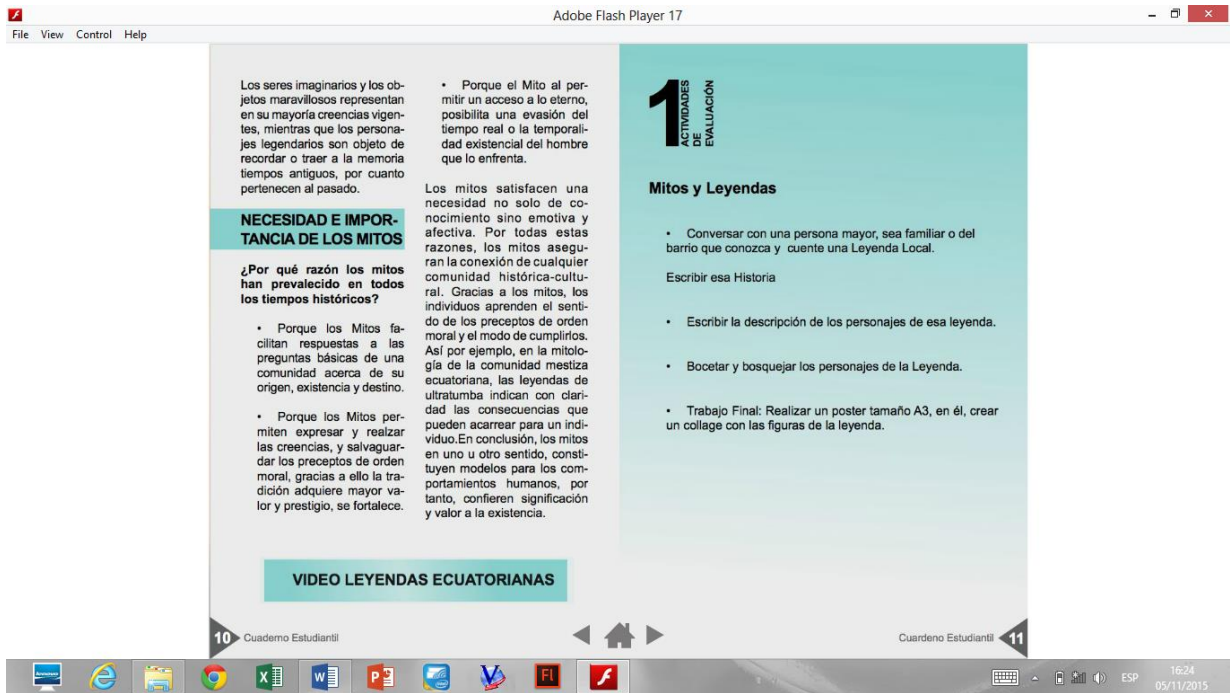 Adobe Flash Player 17
File View Control Help
Los seres imaginarios y los ob-
jetos maravillosos representan
en su mayoría creencias vigen-
tes, mientras que los persona-
jes legendarios son objeto de
recordar o traer a la memoria
tiempos antiguos, por cuanto
pertenecen al pasado.
NECESIDAD E IMPOR-
TANCIA DE LOS MITOS
¿Por qué razón los mitos
han prevalecido en todos
los tiempos históricos?
• Porque los Mitos fa-
cilitan respuestas a las
preguntas básicas de una
comunidad acerca de su
origen, existencia y destino.
• Porque los Mitos per-
miten expresar y realzar
las creencias, y salvaguar-
dar los preceptos de orden
moral, gracias a ello la tra-
dición adquiere mayor va-
lor y prestigio, se fortalece.
• Porque el Mito al per-
mitir un acceso a lo eterno,
posibilita una evasión del
tiempo real o la temporali-
dad existencial del hombre
que lo enfrenta.
Los mitos satisfacen una
necesidad no solo de co-
nocimiento sino emotiva y
afectiva. Por todas estas
razones, los mitos asegu-
ran la conexión de cualquier
comunidad histórica-cultu-
ral. Gracias a los mitos, los
individuos aprenden el senti-
do de los preceptos de orden
moral y el modo de cumplirlos.
Así por ejemplo, en la mitolo-
gía de la comunidad mestiza
ecuatoriana, las leyendas de
ultratumba indican con clari-
dad las consecuencias que
pueden acarrear para un indi-
viduo.En conclusión, los mitos
en uno u otro sentido, consti-
tuyen modelos para los com-
portamientos humanos, por
tanto, confieren significación
y valor a la existencia.
VIDEO LEYENDAS ECUATORIANAS
10 Cuaderno Estudiantil
1
ACTIVIDADES
DE
EVALUACIÓN
Mitos y Leyendas
• Conversar con una persona mayor, sea familiar o del
barrio que conozca y cuente una Leyenda Local.
Escribir esa Historia
• Escribir la descripción de los personajes de esa leyenda.
• Bocetar y bosquejar los personajes de la Leyenda.
• Trabajo Final: Realizar un poster tamaño A3, en él, crear
un collage con las figuras de la leyenda.
Cuardeno Estudiantil 11
ESP
16:24
05/11/2015